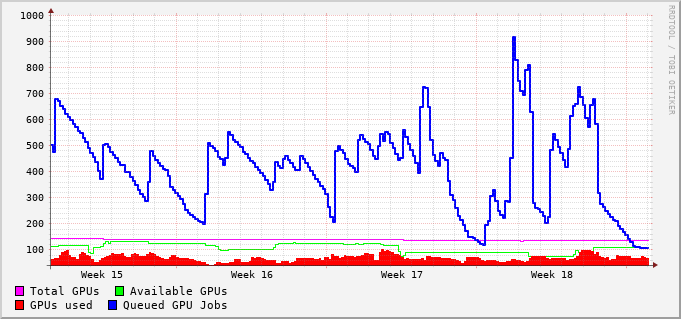 1000
900
800
700
600
500
400
300
200
100
Week 15 Week 16 Week 17 Week 18
Total GPUs Available GPUs
GPUs used Queued GPU Jobs
RRDTOOL / TOBI OETIKER